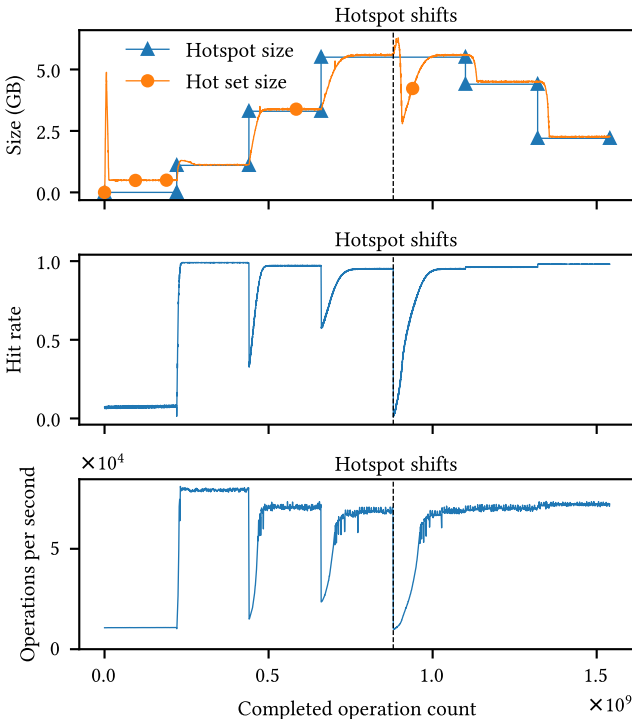 Hotspot shifts
Hotspot size
Hot set size
Size (GB)
5.0
2.5
0.0
Hotspot shifts
Hit rate
1.0
0.5
0.0
×10⁴
Hotspot shifts
Operations per second
5
0
0.0 0.5 1.0 1.5
Completed operation count ×10⁹